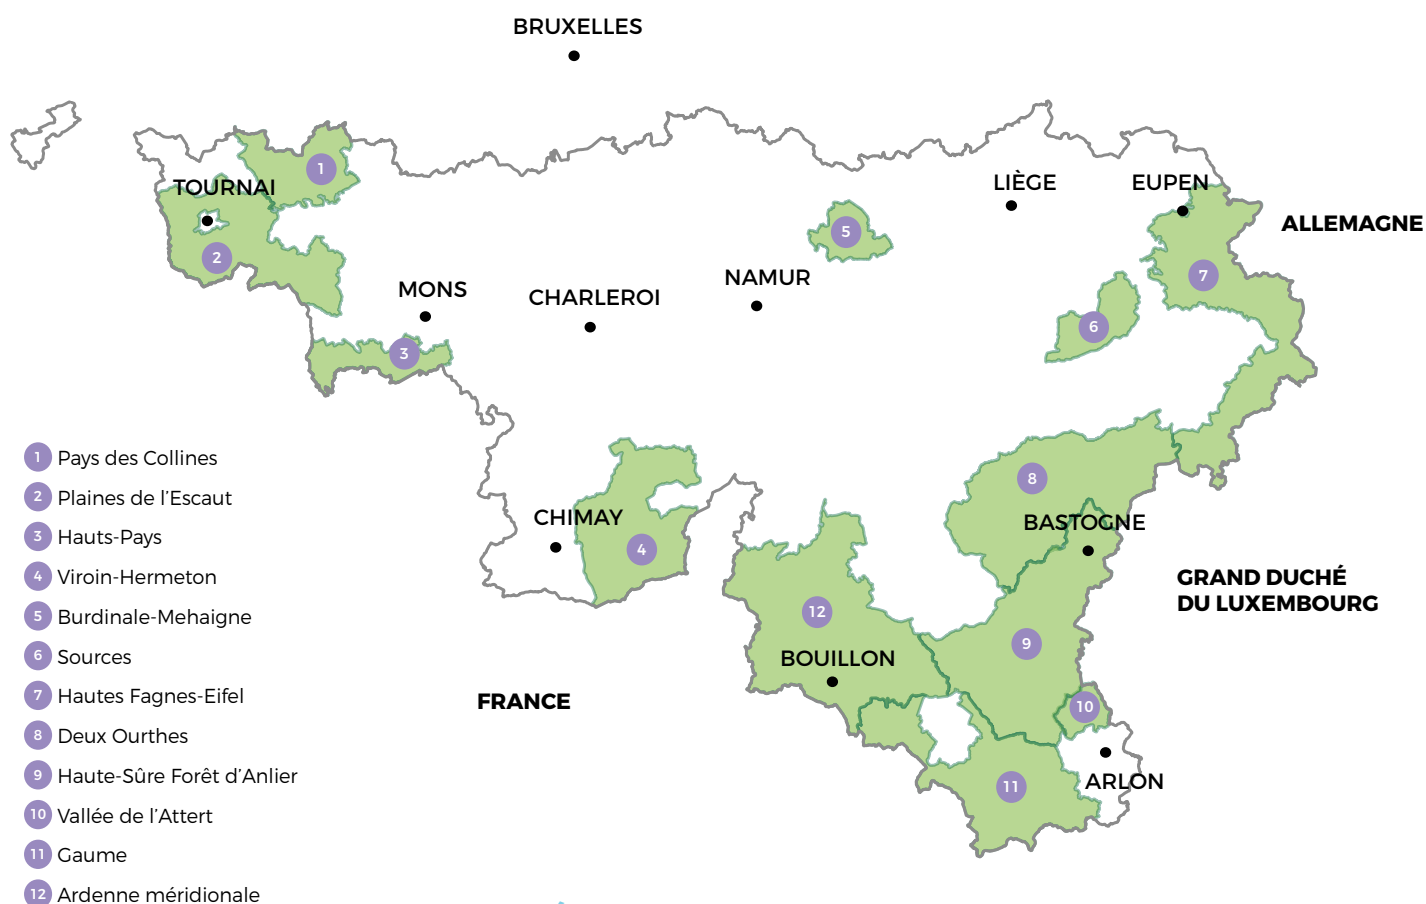 BRUXELLES
1
TOURNAI
LIÈGE
EUPEN
ALLEMAGNE
5
2
7
NAMUR
MONS
CHARLEROI
6
3
1 Pays des Collines
2 Plaines de l'Escaut
3 Hauts-Pays
4 Viroin-Hermeton
5 Burdinale-Mehaigne
6 Sources
7 Hautes Fagnes-Eifel
8 Deux Ourthes
9 Haute-Sûre Forêt d'Anlier
10 Vallée de l'Attert
11 Gaume
12 Ardenne méridionale
8
CHIMAY
BASTOGNE
4
GRAND DUCHÉ
DU LUXEMBOURG
12
9
BOUILLON
FRANCE
10
ARLON
11